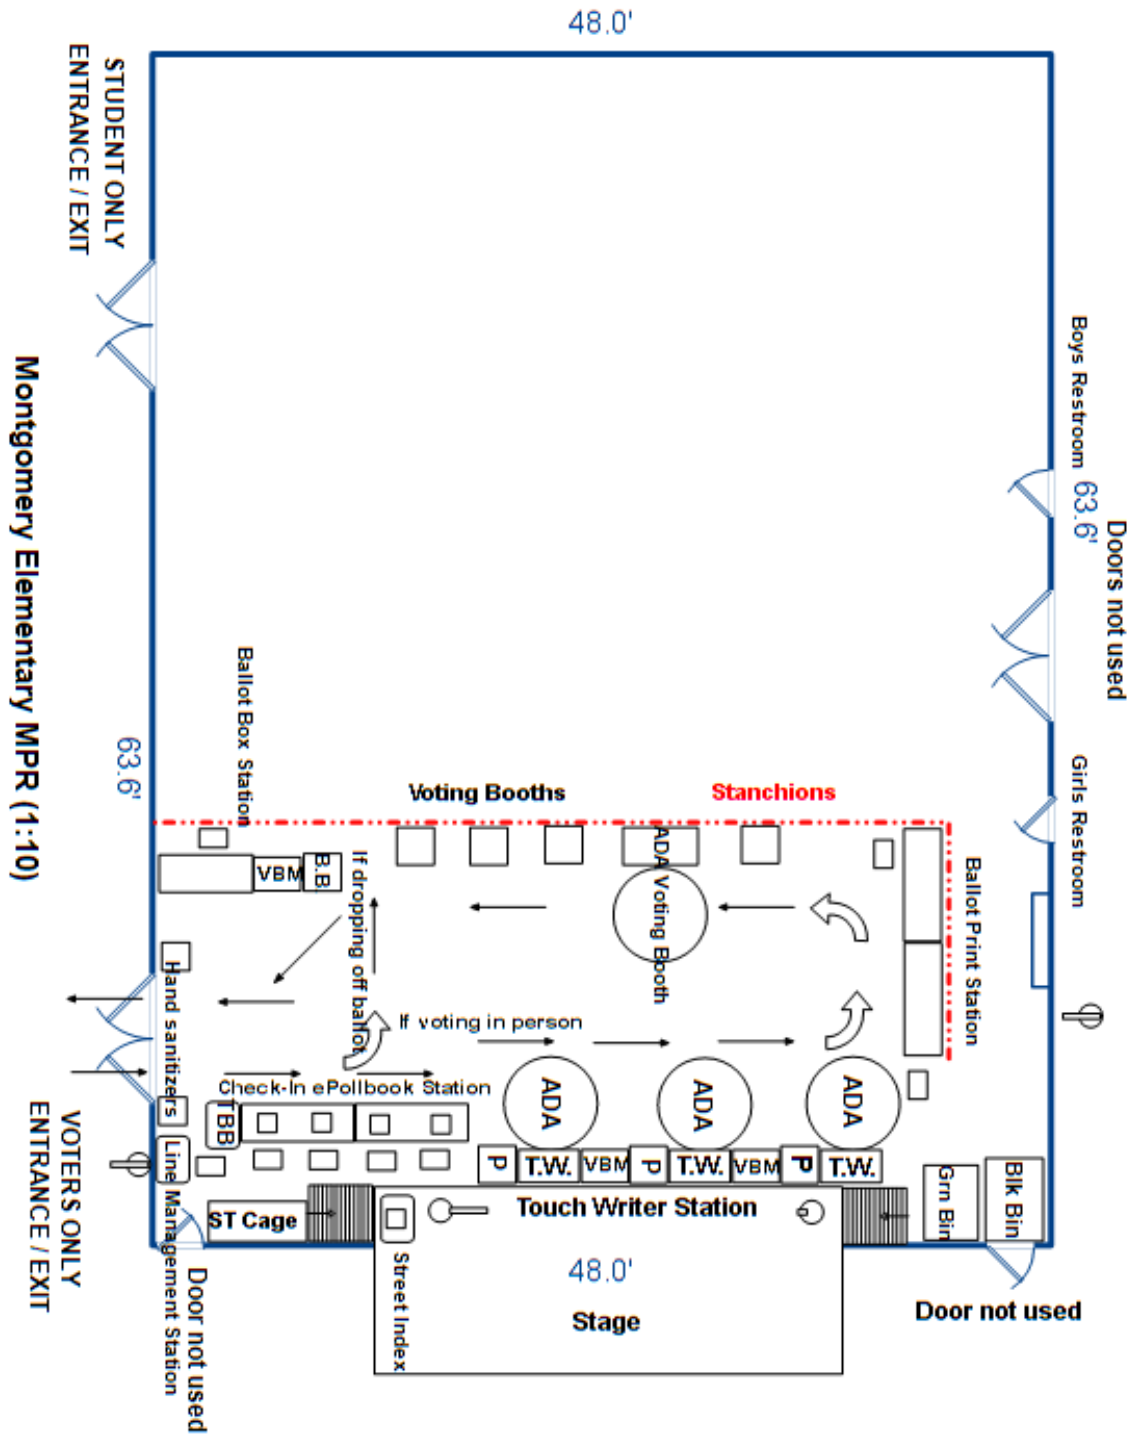 48.0'
STUDENT ONLY
ENTRANCE / EXIT
Boys Restroom
63.6'
Doors not used
Montgomery Elementary MPR (1:10)
Ballot Box Station
63.6'
Girls Restroom
Voting Booths
Stanchions
VBM
B.B.
If dropping off ballot
ADA Voting Booth
Ballot Print Station
Hand sanitizers
If voting in person
Check-In ePollbook Station
TBB
ADA
ADA
ADA
VOTERS ONLY
ENTRANCE / EXIT
Line Management Station
P
T.W.
VBM
P
T.W.
VBM
P
T.W.
Grn Bin
Blk Bin
ST Cage
Touch Writer Station
Door not used
Street Index
48.0'
Stage
Door not used